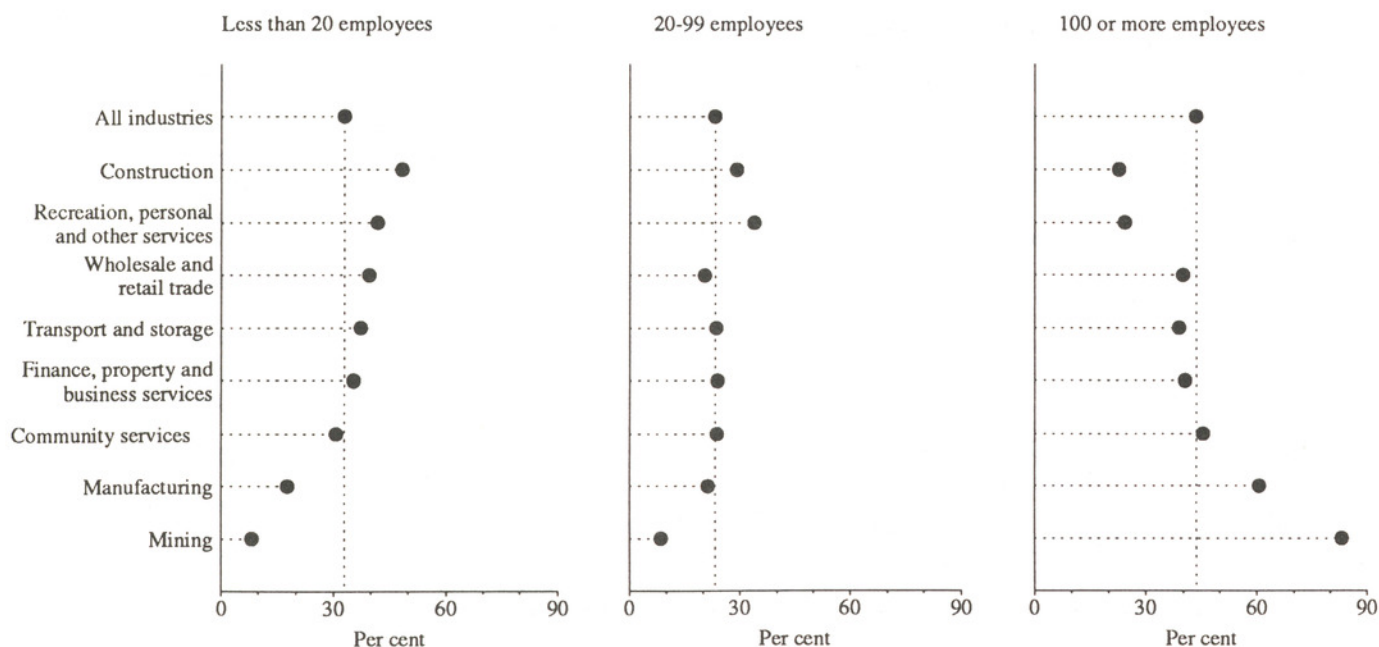 Less than 20 employees
20-99 employees
100 or more employees
All industries
Construction
Recreation, personal
and other services
Wholesale and
retail trade
Transport and storage
Finance, property and
business services
Community services
Manufacturing
Mining
0 30 60 90
Per cent
0 30 60 90
Per cent
0 30 60 90
Per cent